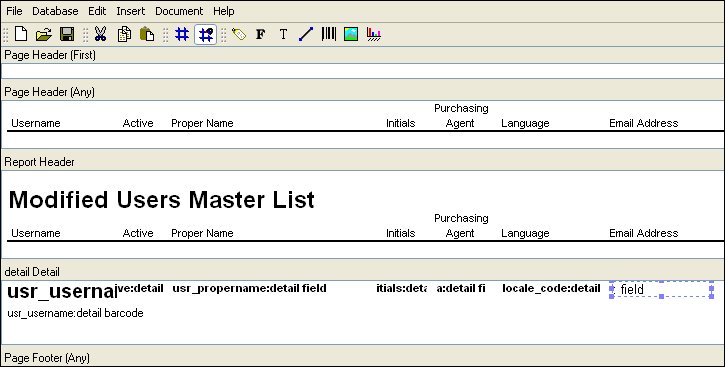 File Database Edit Insert Document Help
F T
Page Header (First)
Page Header (Any)
Purchasing
Username Active Proper Name Initials Agent Language Email Address
Report Header
Modified Users Master List
Purchasing
Username Active Proper Name Initials Agent Language Email Address
detail Detail
usr_usernai ve:detail usr_propername:detail field itials:deta a:detail fi locale_code:detail : field
usr_username:detail barcode
Page Footer (Any)